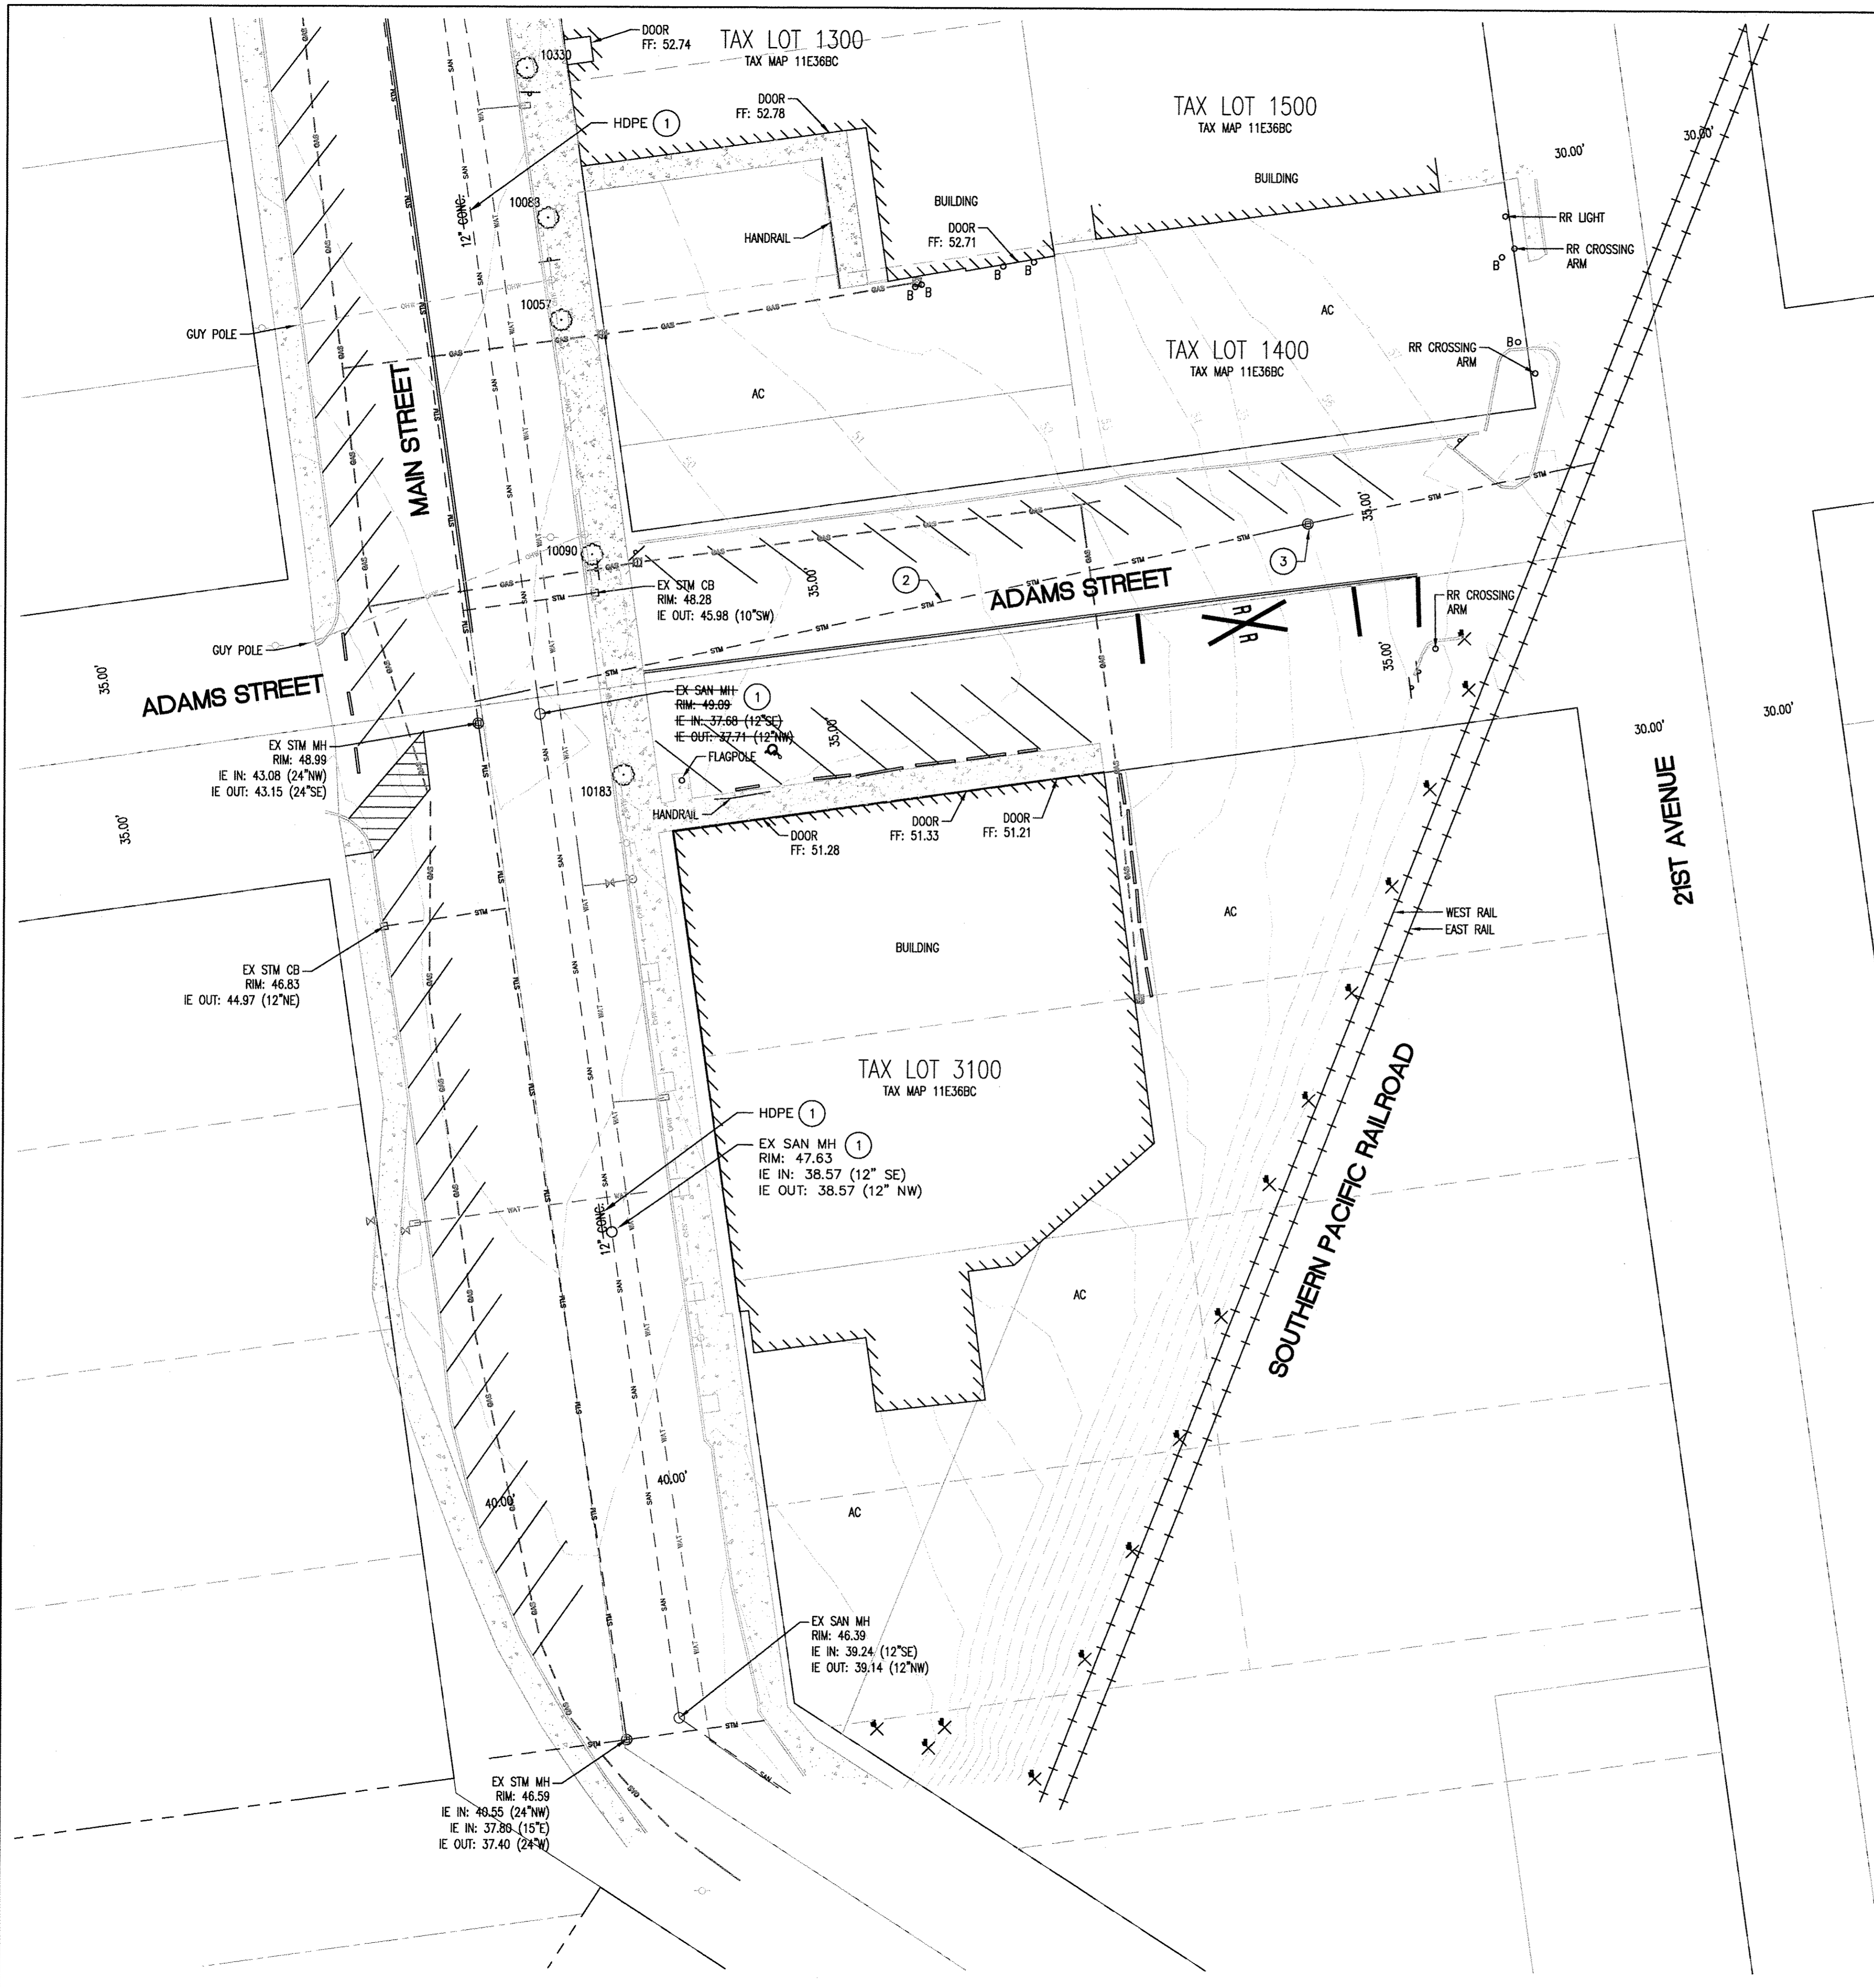 DOOR
FF: 52.74
TAX LOT 1300
TAX MAP 11E36BC
10330
DOOR
FF: 52.78
HDPE 1
TAX LOT 1500
TAX MAP 11E36BC
30.00'
30.00'
12" CONC.
10083
BUILDING
BUILDING
HANDRAIL
DOOR
FF: 52.71
RR LIGHT
RR CROSSING
ARM
B
B
B
B
B
GUY POLE
10057
AC
AC
TAX LOT 1400
TAX MAP 11E36BC
RR CROSSING
ARM
B
MAIN STREET
10090
EX STM CB
RIM: 48.28
IE OUT: 45.98 (10"SW)
35.00'
2
ADAMS STREET
3
35.00'
R R
RR CROSSING
ARM
35.00'
GUY POLE
35.00'
ADAMS STREET
EX SAN MH 1
RIM: 49.09
IE IN: 37.68 (12"SE)
IE OUT: 37.71 (12"NW)
FLAGPOLE
35.00'
30.00'
30.00'
EX STM MH
RIM: 48.99
IE IN: 43.08 (24"NW)
IE OUT: 43.15 (24"SE)
10183
HANDRAIL
35.00'
DOOR
FF: 51.28
DOOR
FF: 51.33
DOOR
FF: 51.21
21ST AVENUE
AC
WEST RAIL
EAST RAIL
BUILDING
EX STM CB
RIM: 46.83
IE OUT: 44.97 (12"NE)
TAX LOT 3100
TAX MAP 11E36BC
HDPE 1
EX SAN MH 1
RIM: 47.63
IE IN: 38.57 (12" SE)
IE OUT: 38.57 (12" NW)
12" CONC.
SOUTHERN PACIFIC RAILROAD
AC
40.00'
40.00'
AC
EX SAN MH
RIM: 46.39
IE IN: 39.24 (12"SE)
IE OUT: 39.14 (12"NW)
EX STM MH
RIM: 46.59
IE IN: 40.55 (24"NW)
IE IN: 37.80 (15"E)
IE OUT: 37.40 (24"W)
GAS
STM
SAN
WAT
OHW